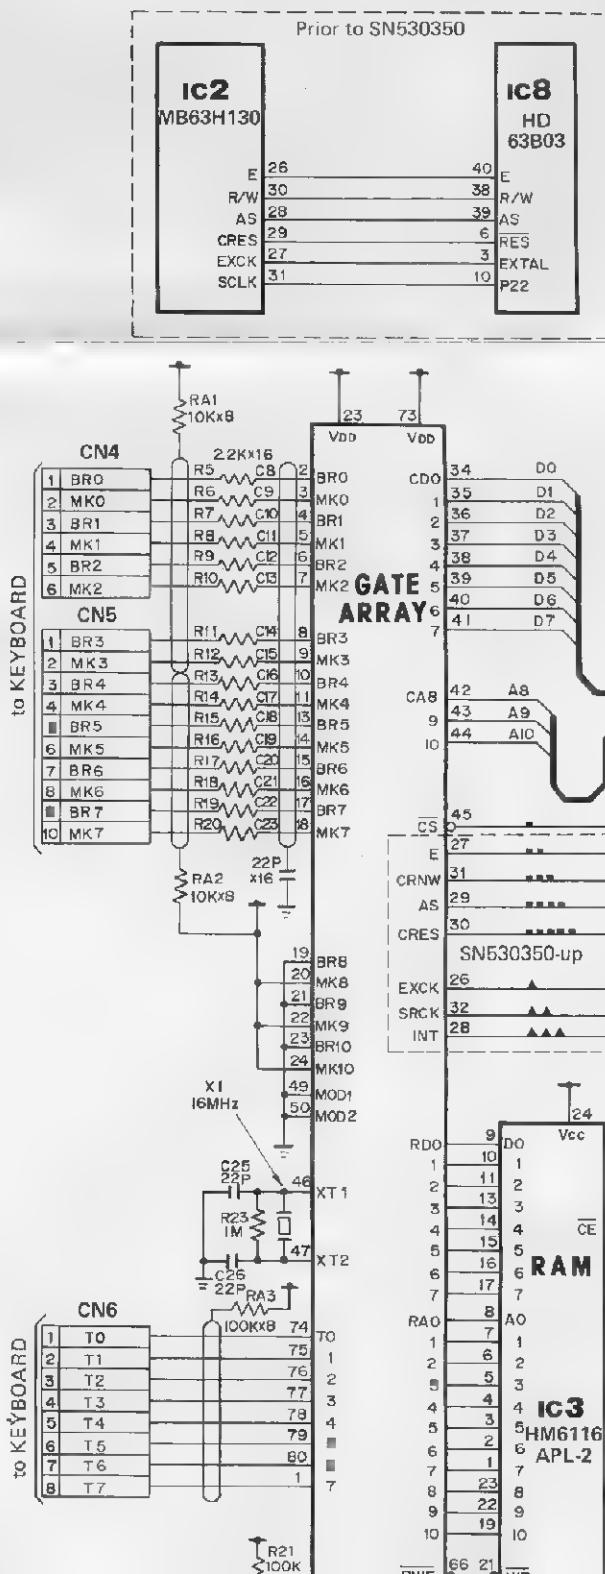 Prior to SN530350
IC2
MB63H130
IC8
HD
63B03
E 26 40 E
R/W 30 38 R/W
AS 28 39 AS
CRES 29 6 RES
EXCK 27 3 EXTAL
SCLK 31 10 P22
RA1
10K×8
23 73
VDD VDD
CN4
2.2K×16
1 BR0 R5 C8 2 BR0
2 MK0 R6 C9 3 MK0
3 BR1 R7 C10 4 BR1
4 MK1 R8 C11 5 MK1
5 BR2 R9 C12 6 BR2
6 MK2 R10 C13 7 MK2
to KEYBOARD
CN5
1 BR3 R11 C14 8 BR3
2 MK3 R12 C15 9 MK3
3 BR4 R13 C16 10 BR4
4 MK4 R14 C17 11 MK4
BR5 R15 C18 13 BR5
6 MK5 R16 C19 14 MK5
7 BR6 R17 C20 15 BR6
8 MK6 R18 C21 16 MK6
BR7 R19 C22 17 BR7
10 MK7 R20 C23 18 MK7
GATE
ARRAY
CD0 34 D0
1 35 D1
2 36 D2
3 37 D3
4 38 D4
5 39 D5
6 40 D6
7 41 D7
CA8 42 A8
9 43 A9
10 44 A10
CS 45
E 27
CRNW 31
AS 29
CRES 30
SN530350-up
EXCK 26
SRCK 32
INT 28
RA2
10K×8
22P
×16
19 BR8
20 MK8
21 BR9
22 MK9
23 BR10
24 MK10
49 MOD1
50 MOD2
X1
16MHz
C25
22P
46 XT1
R23
1M
47 XT2
C26
22P
RA3
100K×8
CN6
to KEYBOARD
1 T0 74 T0
2 T1 75 1
3 T2 76 2
4 T3 77 3
5 T4 78 4
6 T5 79
7 T6 80
8 T7 1 7
R21
100K
24
Vcc
RD0 9 D0
1 10 1
2 11 2
3 13 3
4 14 4
5 15 5
6 16 6
7 17 7
CE
RAM
RA0 8 A0
1 7 1
2 6 2
5 3
4 4 4
5 3 5
6 2 6
7 1 7
8 23 8
9 22 9
10 19 10
IC3
HM6116
APL-2
66 21